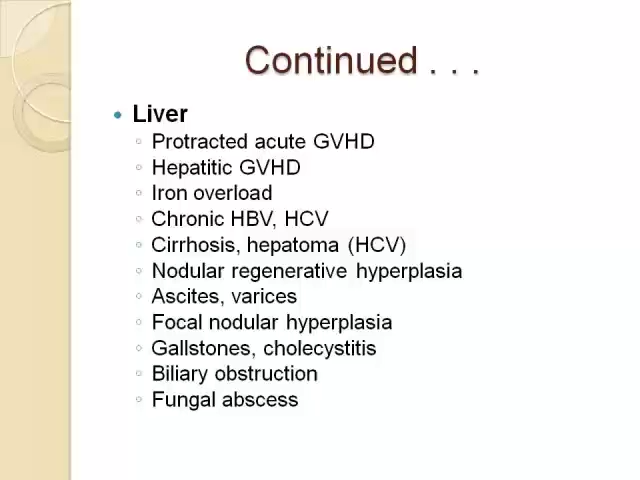 Continued . . .
• Liver
◦ Protracted acute GVHD
◦ Hepatitic GVHD
◦ Iron overload
◦ Chronic HBV, HCV
◦ Cirrhosis, hepatoma (HCV)
◦ Nodular regenerative hyperplasia
◦ Ascites, varices
◦ Focal nodular hyperplasia
◦ Gallstones, cholecystitis
◦ Biliary obstruction
◦ Fungal abscess